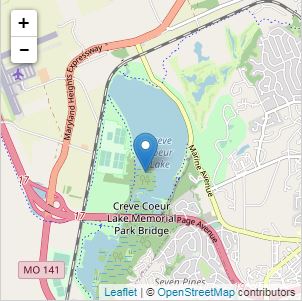 +
−
Maryland Heights Expressway
Creve
Coeur
Lake
Marine Avenue
17
17
Creve Coeur
Lake Memorial
Park Bridge
Page Avenue
MO 141
Seven Pines
Leaflet | © OpenStreetMap contributors